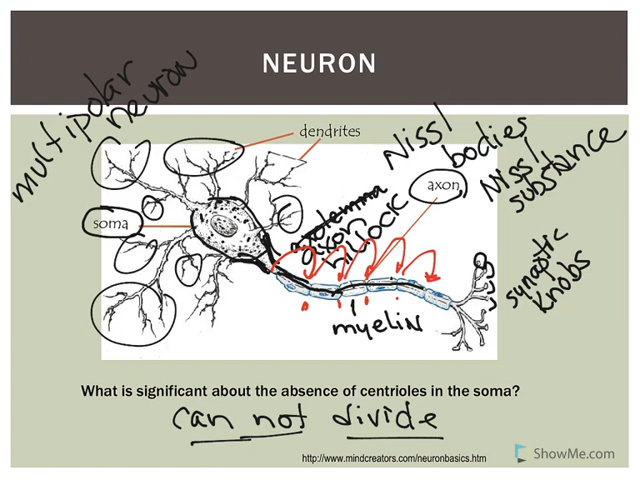 NEURON
multipolar
neuron
dendrites
Nissl
bodies
Nissl
substance
axon
soma
axon
hillock
synaptic
knobs
myelin
What is significant about the absence of centrioles in the soma?
can not divide
http://www.mindcreators.com/neuronbasics.htm
ShowMe.com